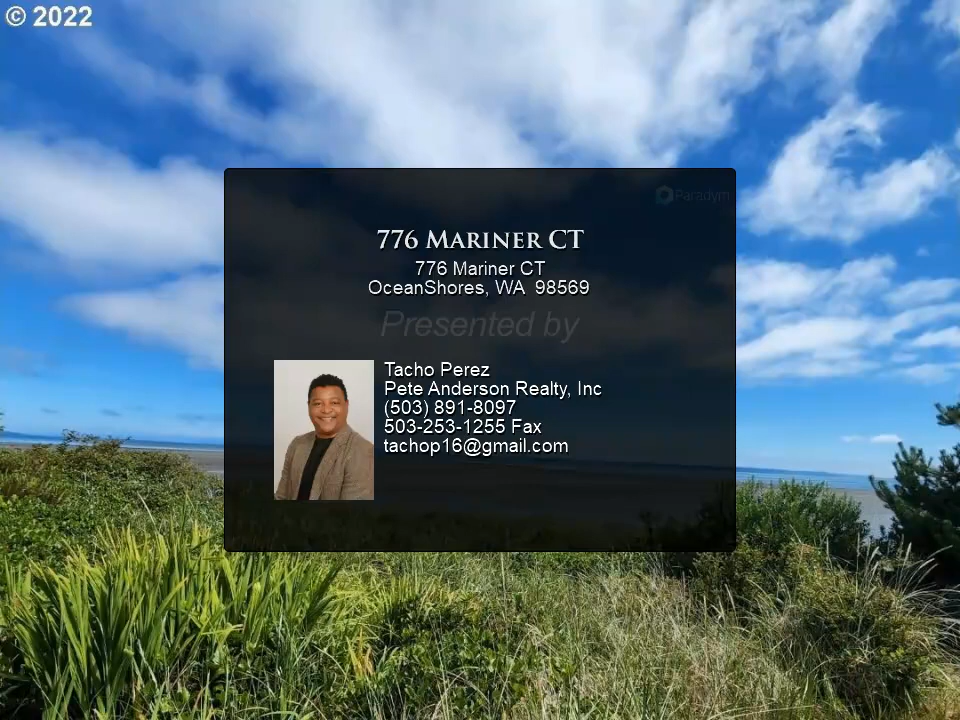 © 2022
Paradym
776 Mariner CT
776 Mariner CT
OceanShores, WA 98569
Presented by
Tacho Perez
Pete Anderson Realty, Inc
(503) 891-8097
503-253-1255 Fax
tachop16@gmail.com